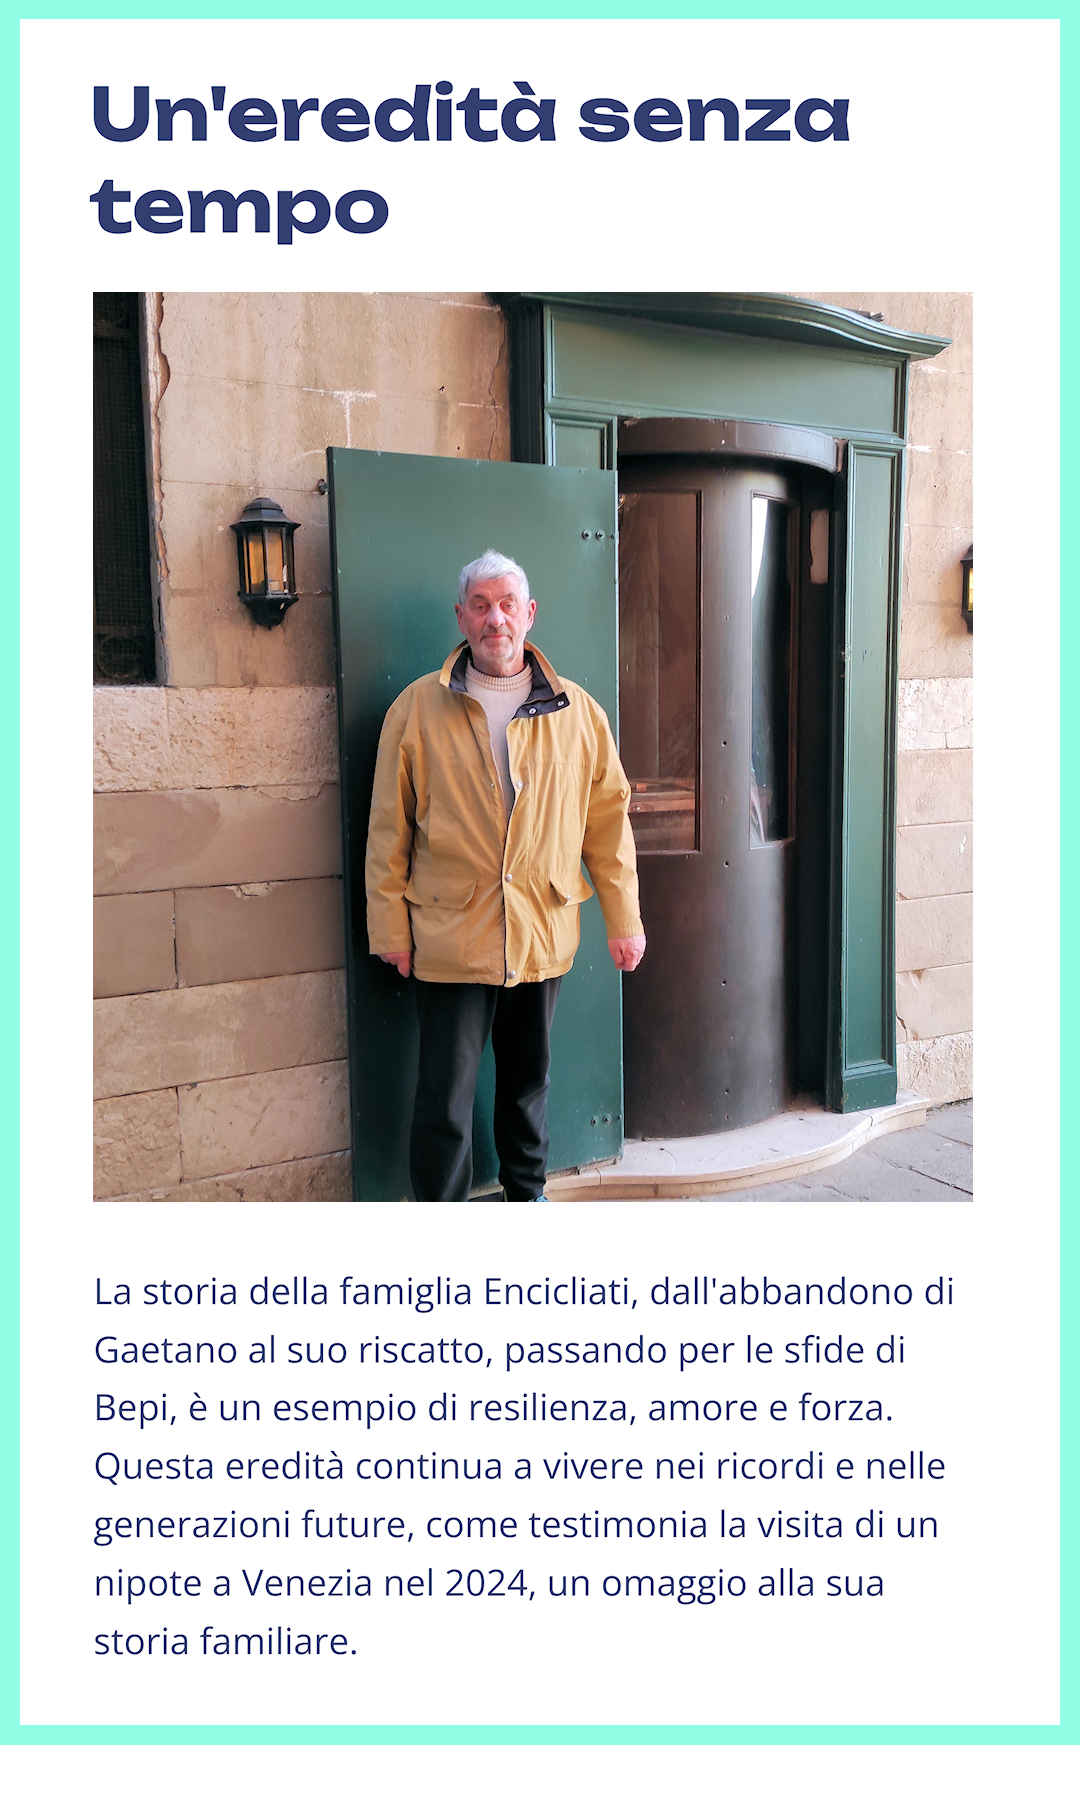 Un'eredità senza
tempo
La storia della famiglia Encicliati, dall'abbandono di
Gaetano al suo riscatto, passando per le sfide di
Bepi, è un esempio di resilienza, amore e forza.
Questa eredità continua a vivere nei ricordi e nelle
generazioni future, come testimonia la visita di un
nipote a Venezia nel 2024, un omaggio alla sua
storia familiare.